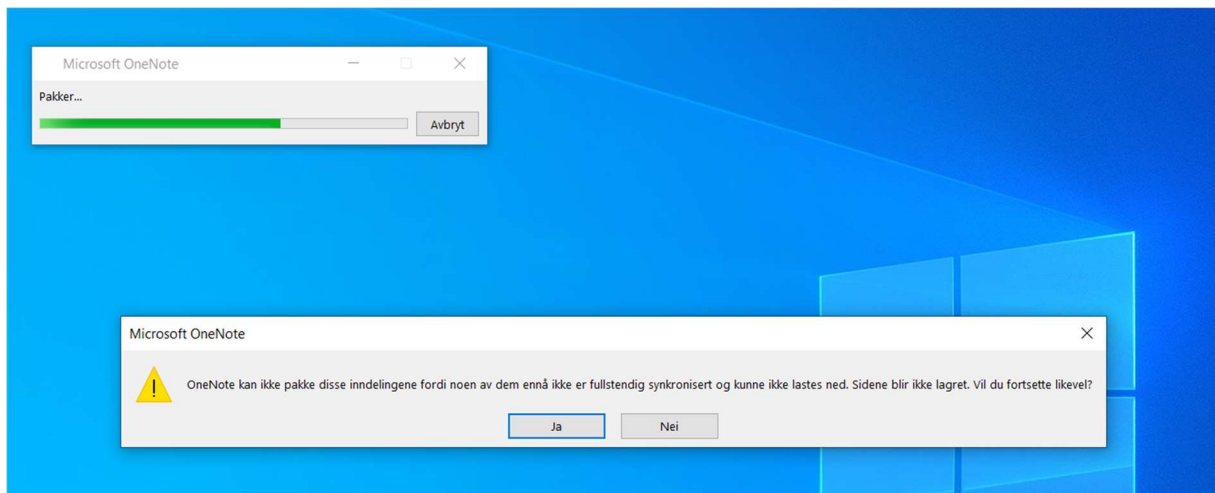 Microsoft OneNote
Pakker...
Avbryt
Microsoft OneNote
OneNote kan ikke pakke disse inndelingene fordi noen av dem ennå ikke er fullstendig synkronisert og kunne ikke lastes ned. Sidene blir ikke lagret. Vil du fortsette likevel?
Ja Nei